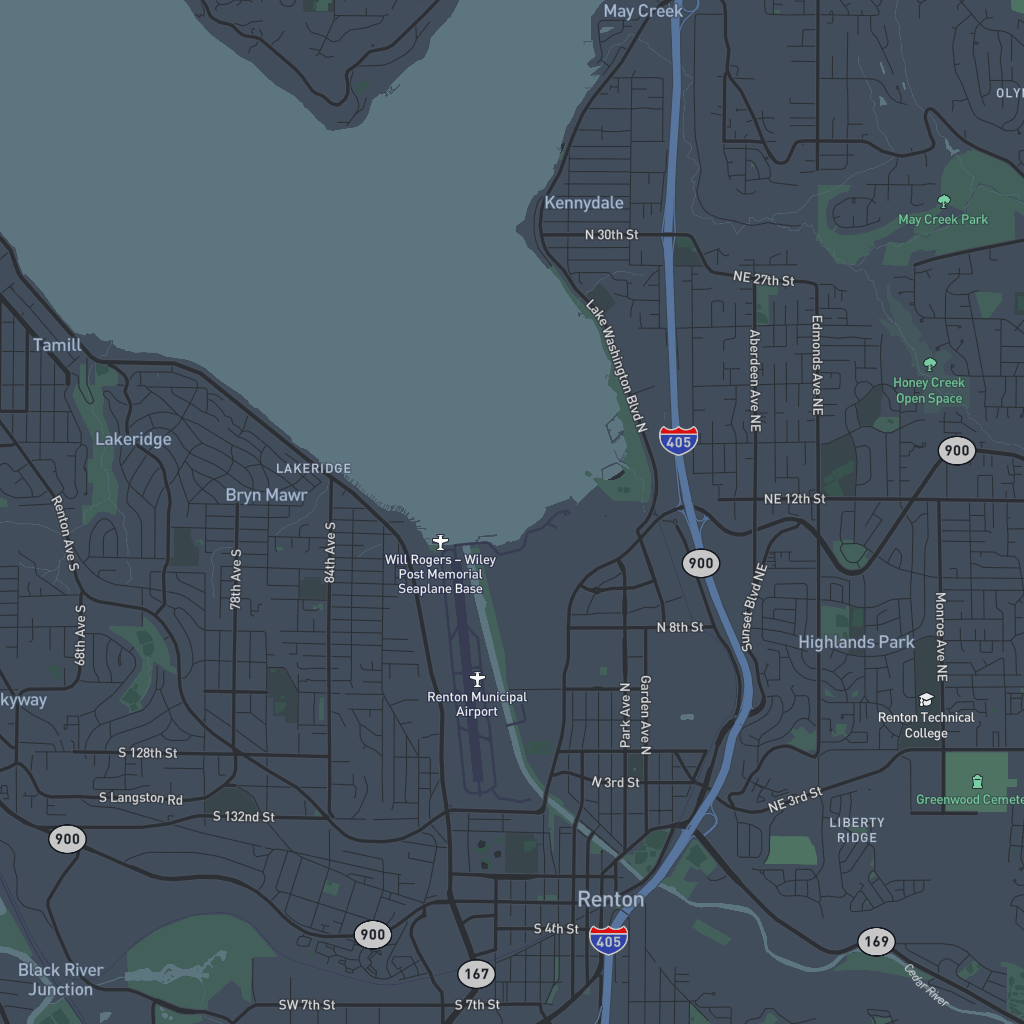 May Creek
OLY
Kennydale
N 30th St
May Creek Park
NE 27th St
Lake Washington Blvd N
Edmonds Ave NE
Aberdeen Ave NE
Tamill
Honey Creek
Open Space
Lakeridge
405
900
LAKERIDGE
Bryn Mawr
NE 12th St
Renton Ave S
84th Ave S
78th Ave S
Will Rogers – Wiley
Post Memorial
Seaplane Base
900
Sunset Blvd NE
68th Ave S
Monroe Ave NE
N 8th St
Highlands Park
kyway
Renton Municipal
Airport
Park Ave N
Garden Ave N
Renton Technical
College
S 128th St
N 3rd St
S Langston Rd
NE 3rd St
Greenwood Cemete
S 132nd St
LIBERTY
RIDGE
900
Renton
S 4th St
900
405
169
Black River
Junction
167
Cedar River
SW 7th St
S 7th St